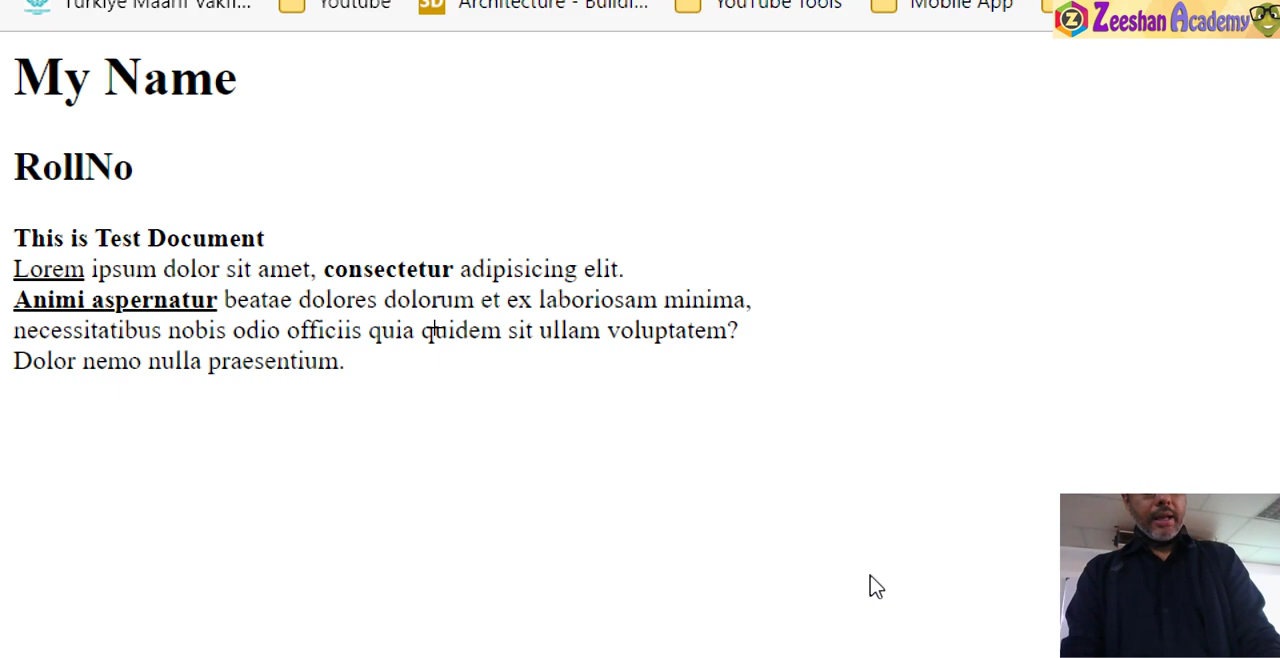 Türkiye Maarif Vakfı... Youtube SD Architecture - Buildi... YouTube Tools Mobile App
Z Zeeshan Academy
My Name
RollNo
This is Test Document
Lorem ipsum dolor sit amet, consectetur adipisicing elit.
Animi aspernatur beatae dolores dolorum et ex laboriosam minima,
necessitatibus nobis odio officiis quia quidem sit ullam voluptatem?
Dolor nemo nulla praesentium.